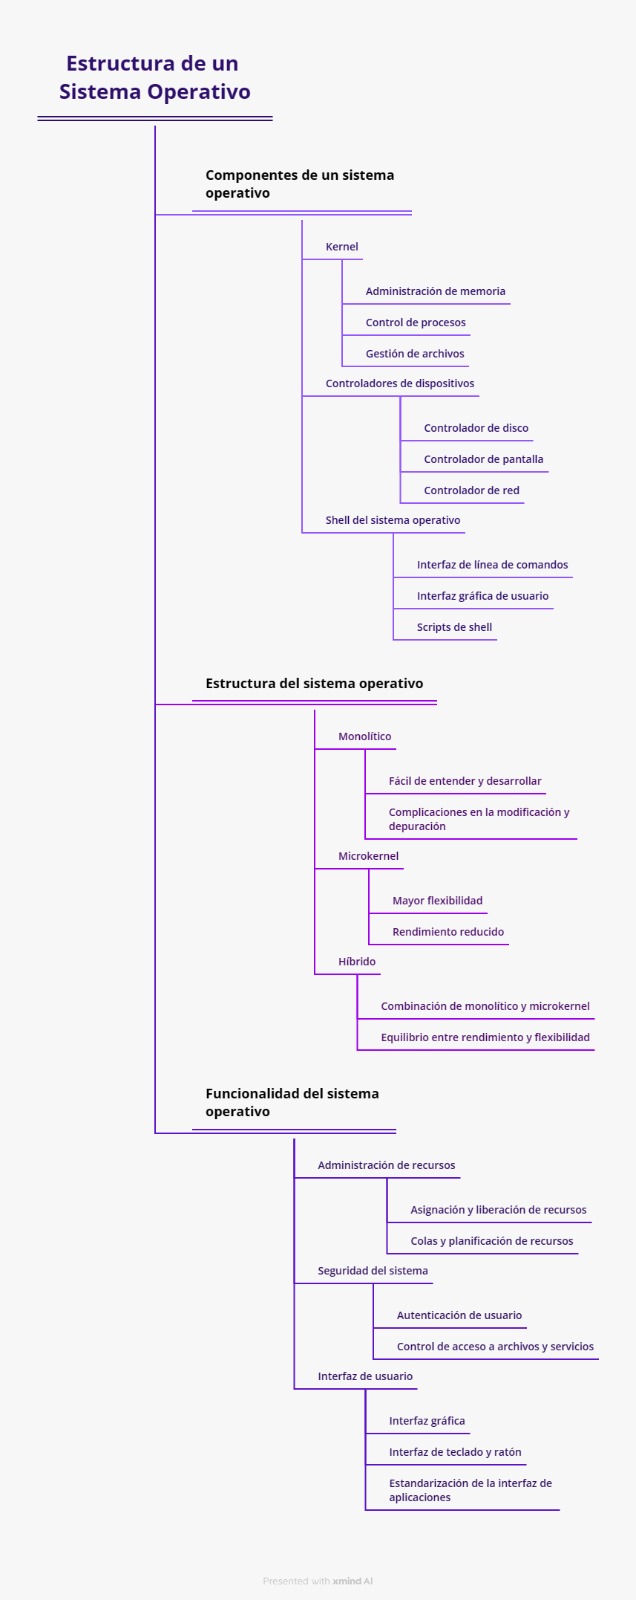 Estructura de un
Sistema Operativo
Componentes de un sistema
operativo
Kernel
Administración de memoria
Control de procesos
Gestión de archivos
Controladores de dispositivos
Controlador de disco
Controlador de pantalla
Controlador de red
Shell del sistema operativo
Interfaz de línea de comandos
Interfaz gráfica de usuario
Scripts de shell
Estructura del sistema operativo
Monolítico
Fácil de entender y desarrollar
Complicaciones en la modificación y
depuración
Microkernel
Mayor flexibilidad
Rendimiento reducido
Híbrido
Combinación de monolítico y microkernel
Equilibrio entre rendimiento y flexibilidad
Funcionalidad del sistema
operativo
Administración de recursos
Asignación y liberación de recursos
Colas y planificación de recursos
Seguridad del sistema
Autenticación de usuario
Control de acceso a archivos y servicios
Interfaz de usuario
Interfaz gráfica
Interfaz de teclado y ratón
Estandarización de la interfaz de
aplicaciones
Presented with xmind AI